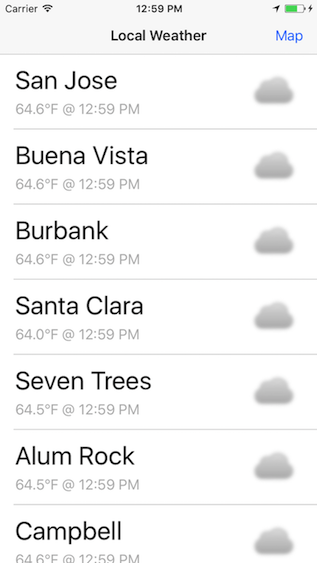 Carrier 12:59 PM
Local Weather Map
San Jose
64.6°F @ 12:59 PM
Buena Vista
64.6°F @ 12:59 PM
Burbank
64.6°F @ 12:59 PM
Santa Clara
64.0°F @ 12:59 PM
Seven Trees
64.5°F @ 12:59 PM
Alum Rock
64.5°F @ 12:59 PM
Campbell
64.6°F @ 12:59 PM